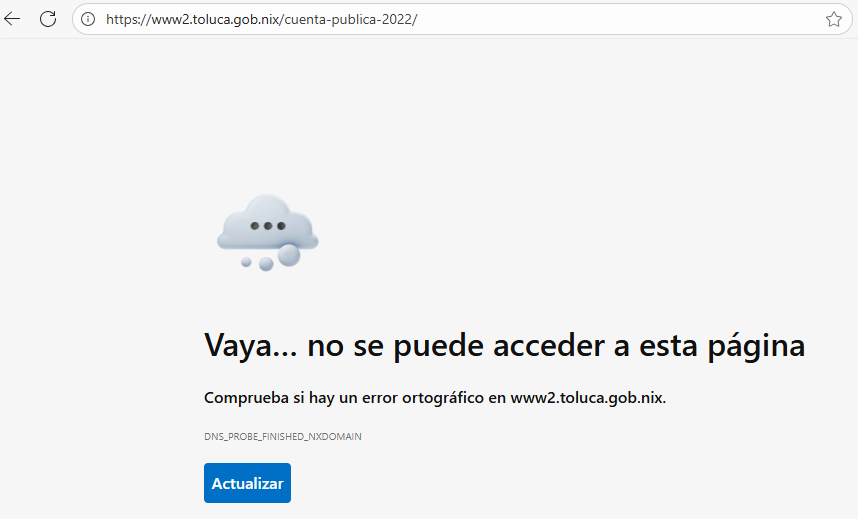 https://www2.toluca.gob.nix/cuenta-publica-2022/
Vaya... no se puede acceder a esta página
Comprueba si hay un error ortográfico en www2.toluca.gob.nix.
DNS_PROBE_FINISHED_NXDOMAIN
Actualizar